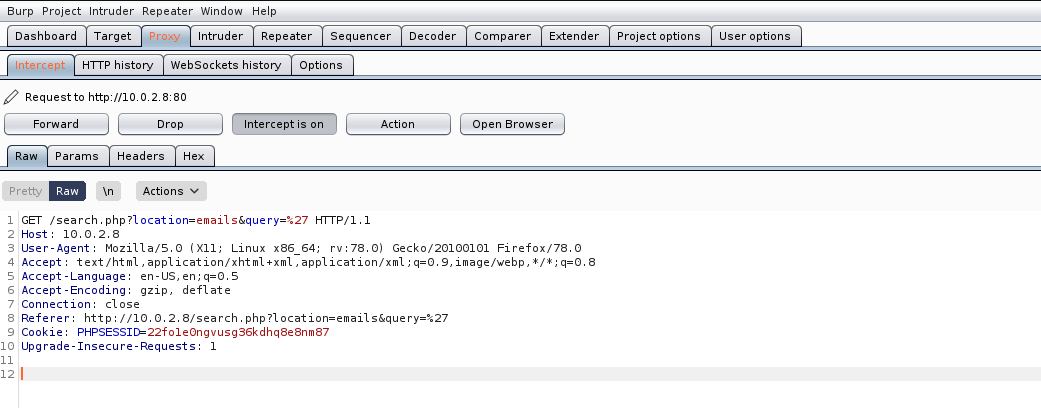 Burp Project Intruder Repeater Window Help
Dashboard Target Proxy Intruder Repeater Sequencer Decoder Comparer Extender Project options User options
Intercept HTTP history WebSockets history Options
Request to http://10.0.2.8:80
Forward Drop Intercept is on Action Open Browser
Raw Params Headers Hex
Pretty Raw \n Actions
1 GET /search.php?location=emails&query=%27 HTTP/1.1
2 Host: 10.0.2.8
3 User-Agent: Mozilla/5.0 (X11; Linux x86_64; rv:78.0) Gecko/20100101 Firefox/78.0
4 Accept: text/html,application/xhtml+xml,application/xml;q=0.9,image/webp,*/*;q=0.8
5 Accept-Language: en-US,en;q=0.5
6 Accept-Encoding: gzip, deflate
7 Connection: close
8 Referer: http://10.0.2.8/search.php?location=emails&query=%27
9 Cookie: PHPSESSID=22fo1e0ngvusg36kdhq8e8nm87
10 Upgrade-Insecure-Requests: 1
11
12